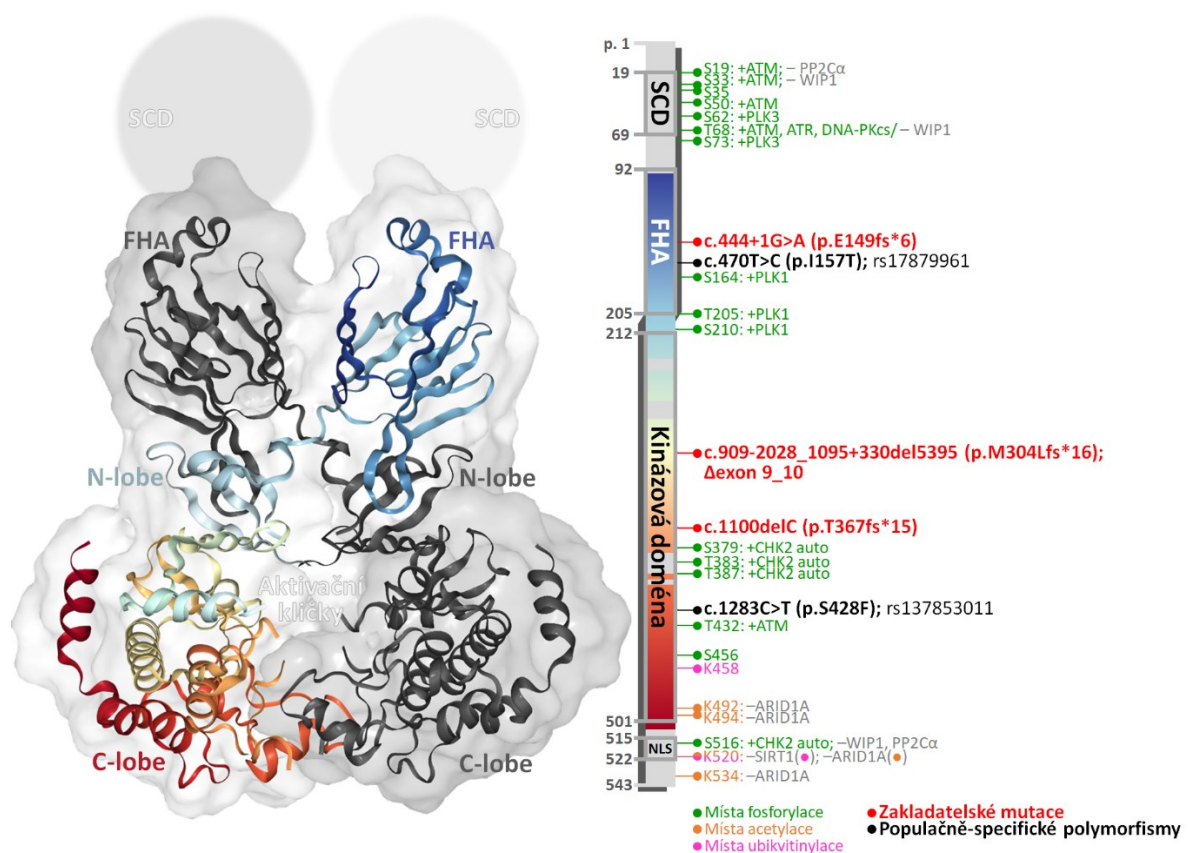 SCD
SCD
FHA
FHA
N-lobe
N-lobe
Aktivační
kličky
C-lobe
C-lobe
p. 1
19
69
92
205
212
501
515
522
543
SCD
FHA
Kinázová doména
NLS
S19: +ATM; – PP2Cα
S33: +ATM; – WIP1
S35
S50: +ATM
S62: +PLK3
T68: +ATM, ATR, DNA-PKcs/ – WIP1
S73: +PLK3
c.444+1G>A (p.E149fs*6)
c.470T>C (p.I157T); rs17879961
S164: +PLK1
T205: +PLK1
S210: +PLK1
c.909-2028_1095+330del5395 (p.M304Lfs*16);
Δexon 9_10
c.1100delC (p.T367fs*15)
S379: +CHK2 auto
T383: +CHK2 auto
T387: +CHK2 auto
c.1283C>T (p.S428F); rs137853011
T432: +ATM
S456
K458
K492: –ARID1A
K494: –ARID1A
S516: +CHK2 auto; –WIP1, PP2Cα
K520: –SIRT1(●); –ARID1A(●)
K534: –ARID1A
Místa fosforylace
Místa acetylace
Místa ubikvitinylace
Zakladatelské mutace
Populačně-specifické polymorfismy